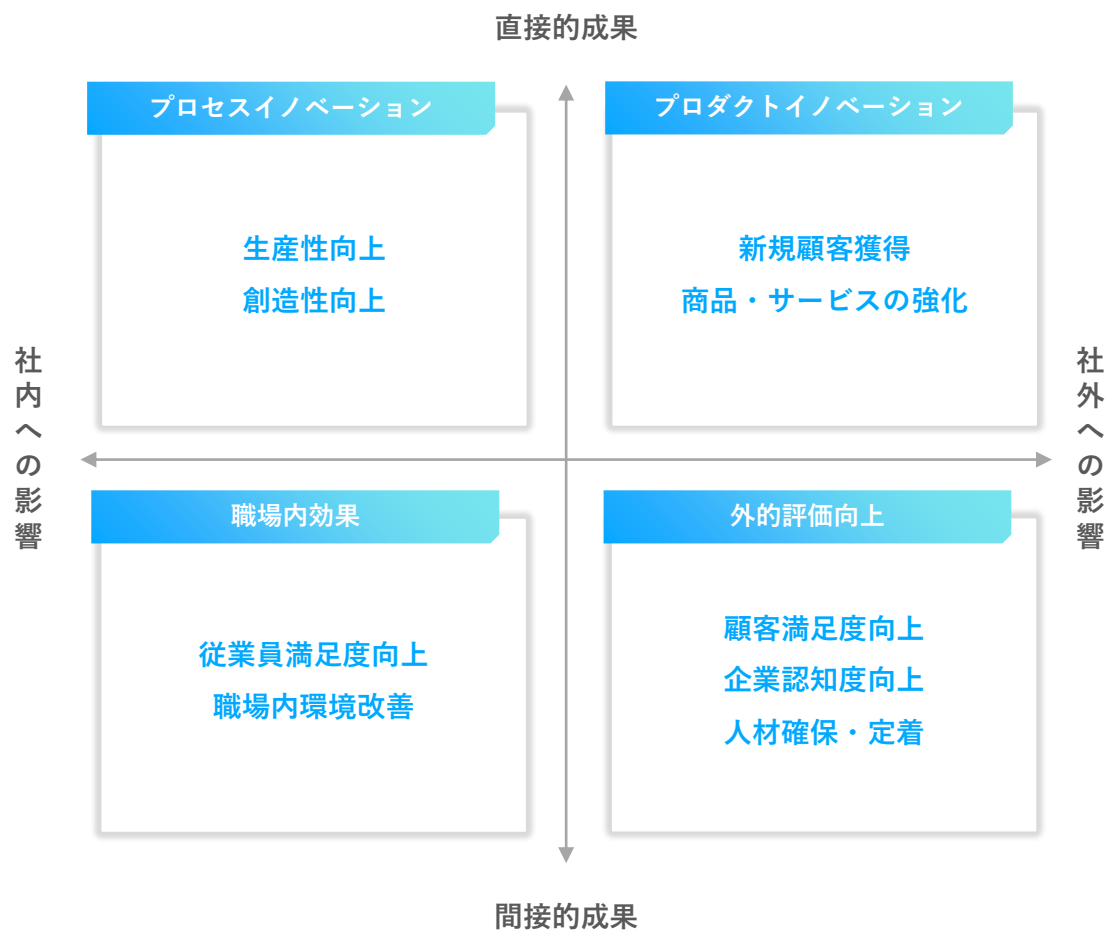 直接的成果
プロセスイノベーション
プロダクトイノベーション
生産性向上
創造性向上
新規顧客獲得
商品・サービスの強化
社内への影響
社外への影響
職場内効果
外的評価向上
従業員満足度向上
職場内環境改善
顧客満足度向上
企業認知度向上
人材確保・定着
間接的成果